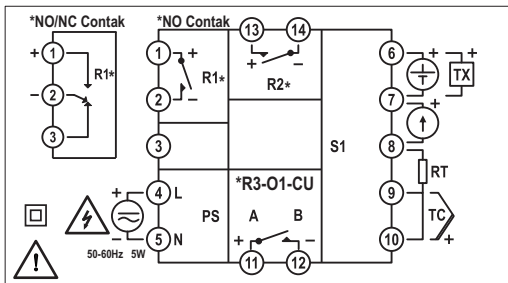 *NO/NC Contak
*NO Contak
13 14
+ 1
R1*
− 2
3
1 +
R1*
2 −
3
+ −
R2*
6 + +
TX
7 +
8
S1
RT
9 −
TC
10 +
*R3-O1-CU
A B
+ −
11 12
PS
+ 4 L
− 5 N
50-60Hz 5W